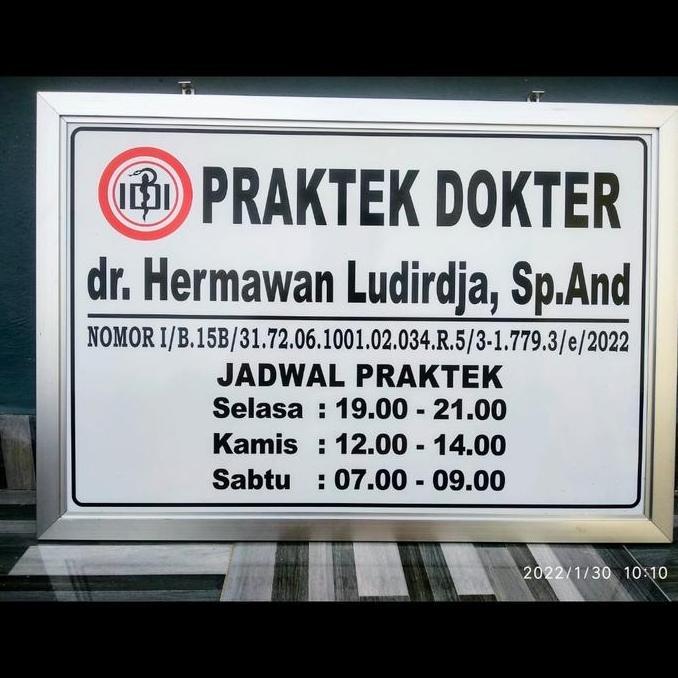 IDI
PRAKTEK DOKTER
dr. Hermawan Ludirdja, Sp.And
NOMOR I/B.15B/31.72.06.1001.02.034.R.5/3-1.779.3/e/2022
JADWAL PRAKTEK
Selasa : 19.00 - 21.00
Kamis : 12.00 - 14.00
Sabtu : 07.00 - 09.00
2022/1/30 10:10